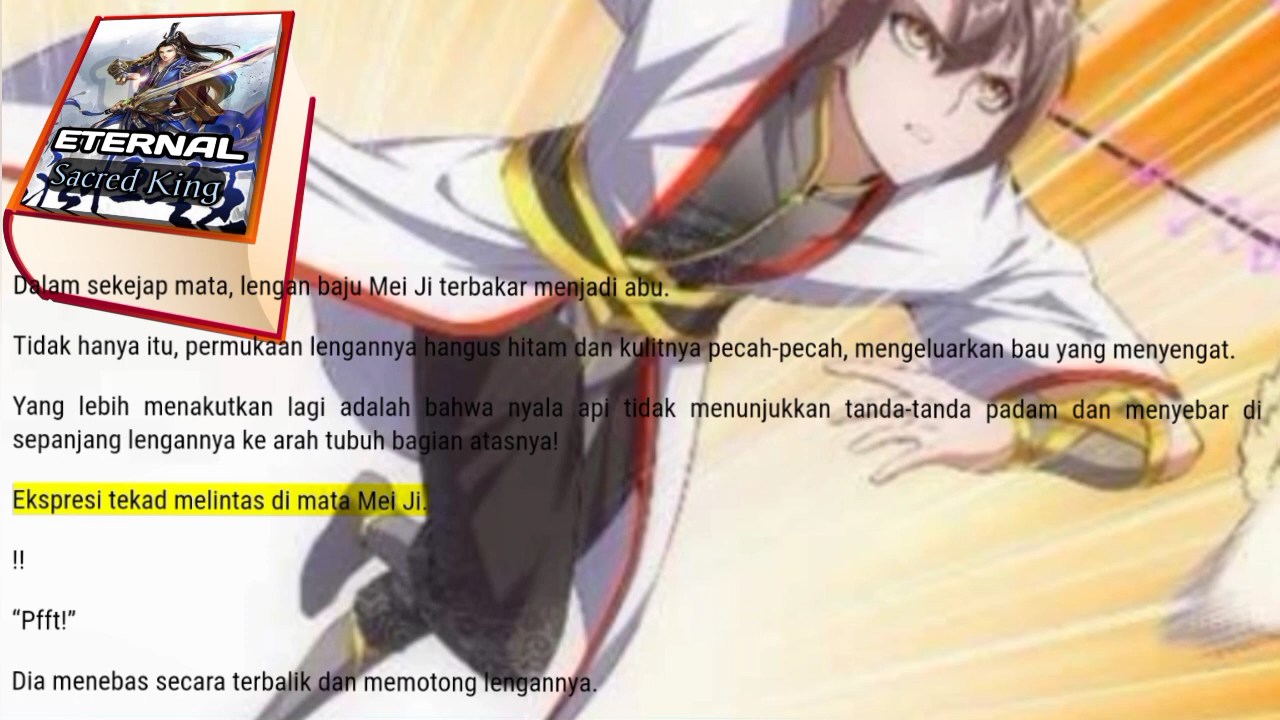 ETERNAL
Sacred King
Dalam sekejap mata, lengan baju Mei Ji terbakar menjadi abu.
Tidak hanya itu, permukaan lengannya hangus hitam dan kulitnya pecah-pecah, mengeluarkan bau yang menyengat.
Yang lebih menakutkan lagi adalah bahwa nyala api tidak menunjukkan tanda-tanda padam dan menyebar di
sepanjang lengannya ke arah tubuh bagian atasnya!
Ekspresi tekad melintas di mata Mei Ji.
!!
“Pfft!”
Dia menebas secara terbalik dan memotong lengannya.